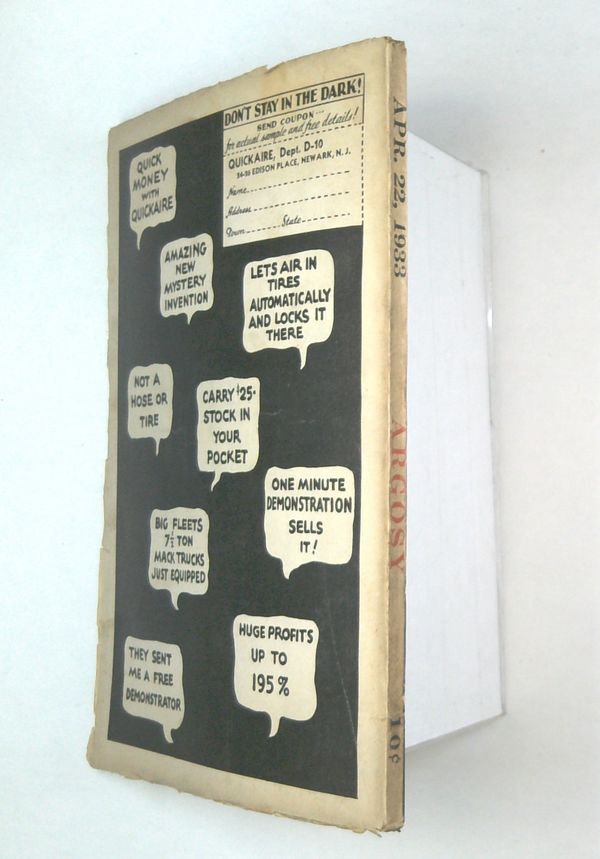 DON'T STAY IN THE DARK!
SEND COUPON...
for actual sample and free details!
QUICKAIRE, Dept. D-10
14-16 EDISON PLACE, NEWARK, N. J.
Name
Address
Town State
QUICK
MONEY
WITH
QUICKAIRE
AMAZING
NEW
MYSTERY
INVENTION
LETS AIR IN
TIRES
AUTOMATICALLY
AND LOCKS IT
THERE
NOT A
HOSE OR
TIRE
CARRY $25-
STOCK IN
YOUR
POCKET
ONE MINUTE
DEMONSTRATION
SELLS
IT!
BIG FLEETS
7½ TON
MACK TRUCKS
JUST EQUIPPED
HUGE PROFITS
UP TO
195%
THEY SENT
ME A FREE
DEMONSTRATOR
APR. 22, 1933 ARGOSY 10¢